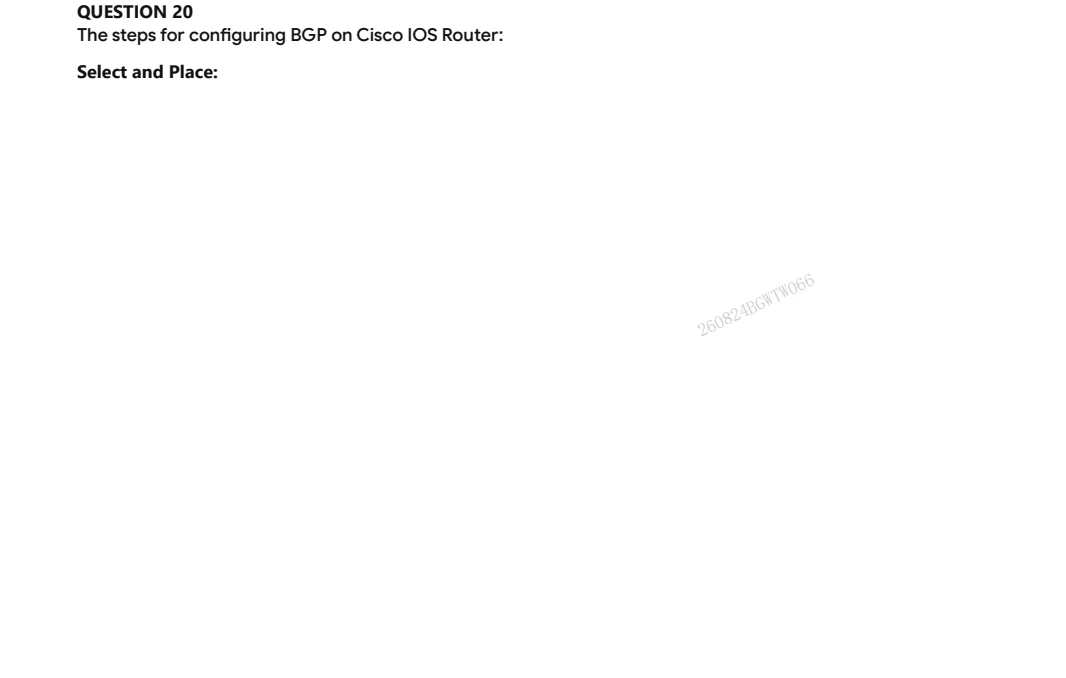 QUESTION 20
The steps for configuring BGP on Cisco IOS Router:
Select and Place:
260824BGWTW066